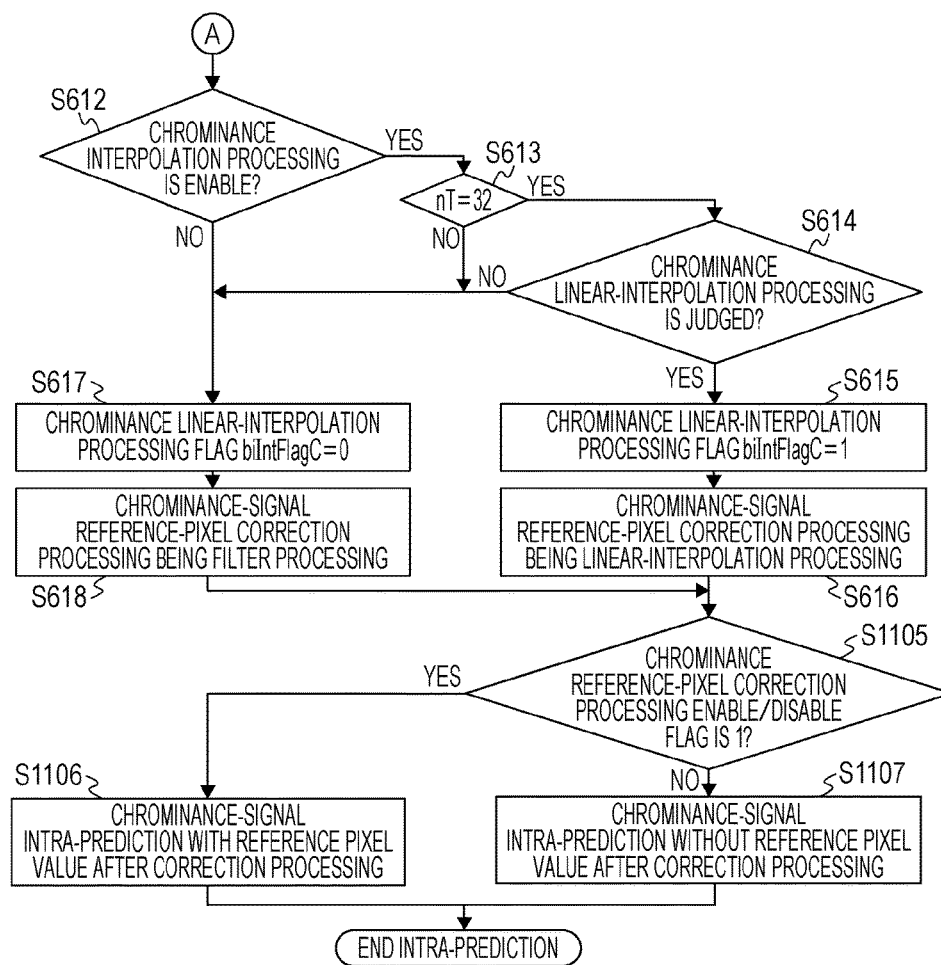 A
S612
CHROMINANCE
INTERPOLATION PROCESSING
IS ENABLE?
YES
S613
nT=32
YES
NO
NO
S614
CHROMINANCE
LINEAR-INTERPOLATION PROCESSING
IS JUDGED?
NO
YES
S617
CHROMINANCE LINEAR-INTERPOLATION
PROCESSING FLAG biIntFlagC=0
S615
CHROMINANCE LINEAR-INTERPOLATION
PROCESSING FLAG biIntFlagC=1
CHROMINANCE-SIGNAL
REFERENCE-PIXEL CORRECTION
PROCESSING BEING FILTER PROCESSING
S618
CHROMINANCE-SIGNAL
REFERENCE-PIXEL CORRECTION PROCESSING
BEING LINEAR-INTERPOLATION PROCESSING
S616
S1105
CHROMINANCE
REFERENCE-PIXEL CORRECTION
PROCESSING ENABLE/DISABLE
FLAG IS 1?
YES
NO
S1106
CHROMINANCE-SIGNAL
INTRA-PREDICTION WITH REFERENCE PIXEL
VALUE AFTER CORRECTION PROCESSING
S1107
CHROMINANCE-SIGNAL
INTRA-PREDICTION WITHOUT REFERENCE PIXEL
VALUE AFTER CORRECTION PROCESSING
END INTRA-PREDICTION